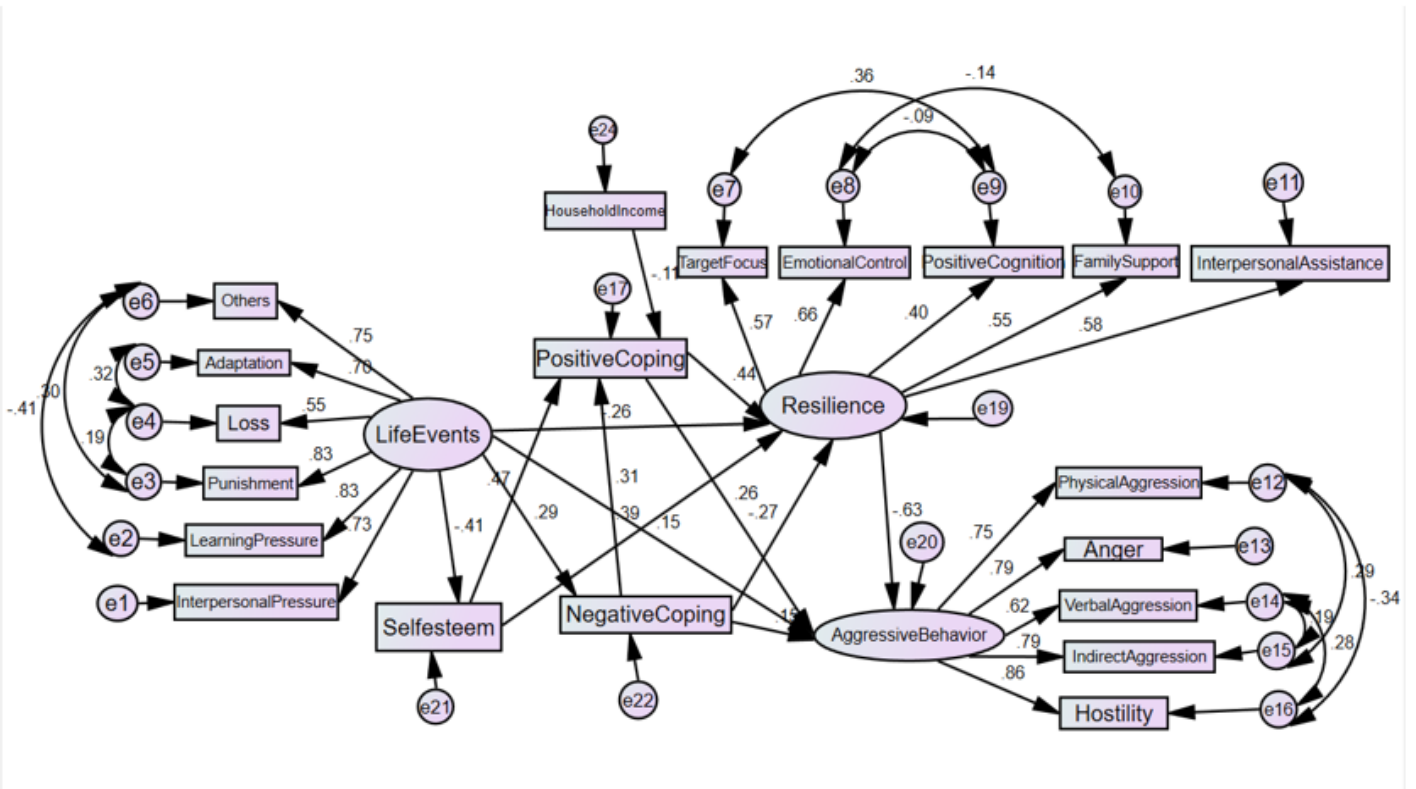 .36
-.14
-.09
e24
e7
e8
e9
e10
e11
HouseholdIncome
TargetFocus
EmotionalControl
PositiveCognition
FamilySupport
InterpersonalAssistance
-.11
e17
e6
Others
.57
.66
.40
.55
.58
.75
PositiveCoping
e5
Adaptation
.70
.32
.30
-.41
.44
Resilience
e19
e4
Loss
.55
-.26
LifeEvents
.19
.83
e3
Punishment
.47
.31
.26
-.27
PhysicalAggression
e12
.83
.73
-.41
.29
.39
.15
-.63
.75
e2
LearningPressure
e20
Anger
e13
.79
.29
-.34
e1
InterpersonalPressure
Selfesteem
NegativeCoping
.15
AggressiveBehavior
.62
VerbalAggression
e14
.19
.79
IndirectAggression
e15
.28
.86
e21
e22
Hostility
e16